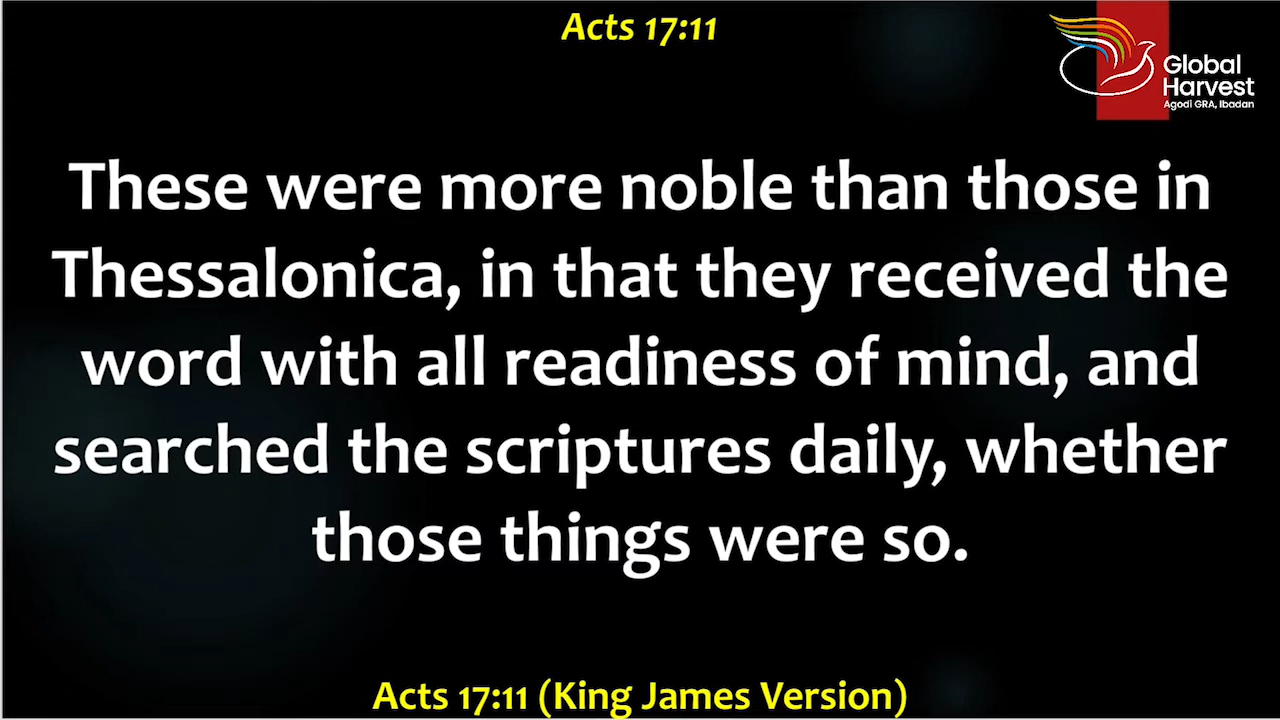 Acts 17:11
Global
Harvest
Agodi GRA, Ibadan
These were more noble than those in
Thessalonica, in that they received the
word with all readiness of mind, and
searched the scriptures daily, whether
those things were so.
Acts 17:11 (King James Version)